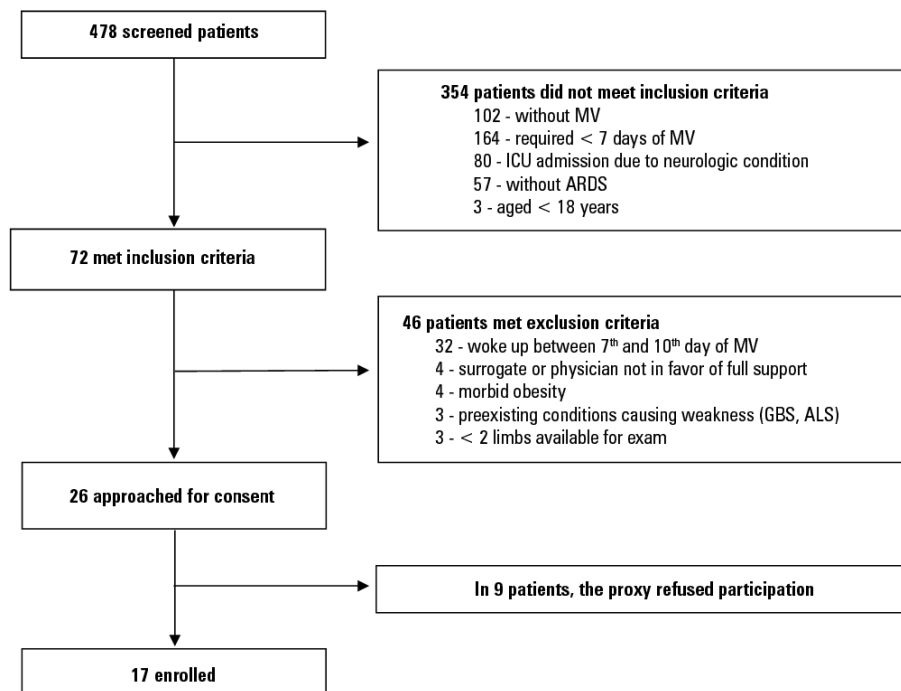 478 screened patients
354 patients did not meet inclusion criteria
102 - without MV
164 - required < 7 days of MV
80 - ICU admission due to neurologic condition
57 - without ARDS
3 - aged < 18 years
72 met inclusion criteria
46 patients met exclusion criteria
32 - woke up between 7th and 10th day of MV
4 - surrogate or physician not in favor of full support
4 - morbid obesity
3 - preexisting conditions causing weakness (GBS, ALS)
3 - < 2 limbs available for exam
26 approached for consent
In 9 patients, the proxy refused participation
17 enrolled